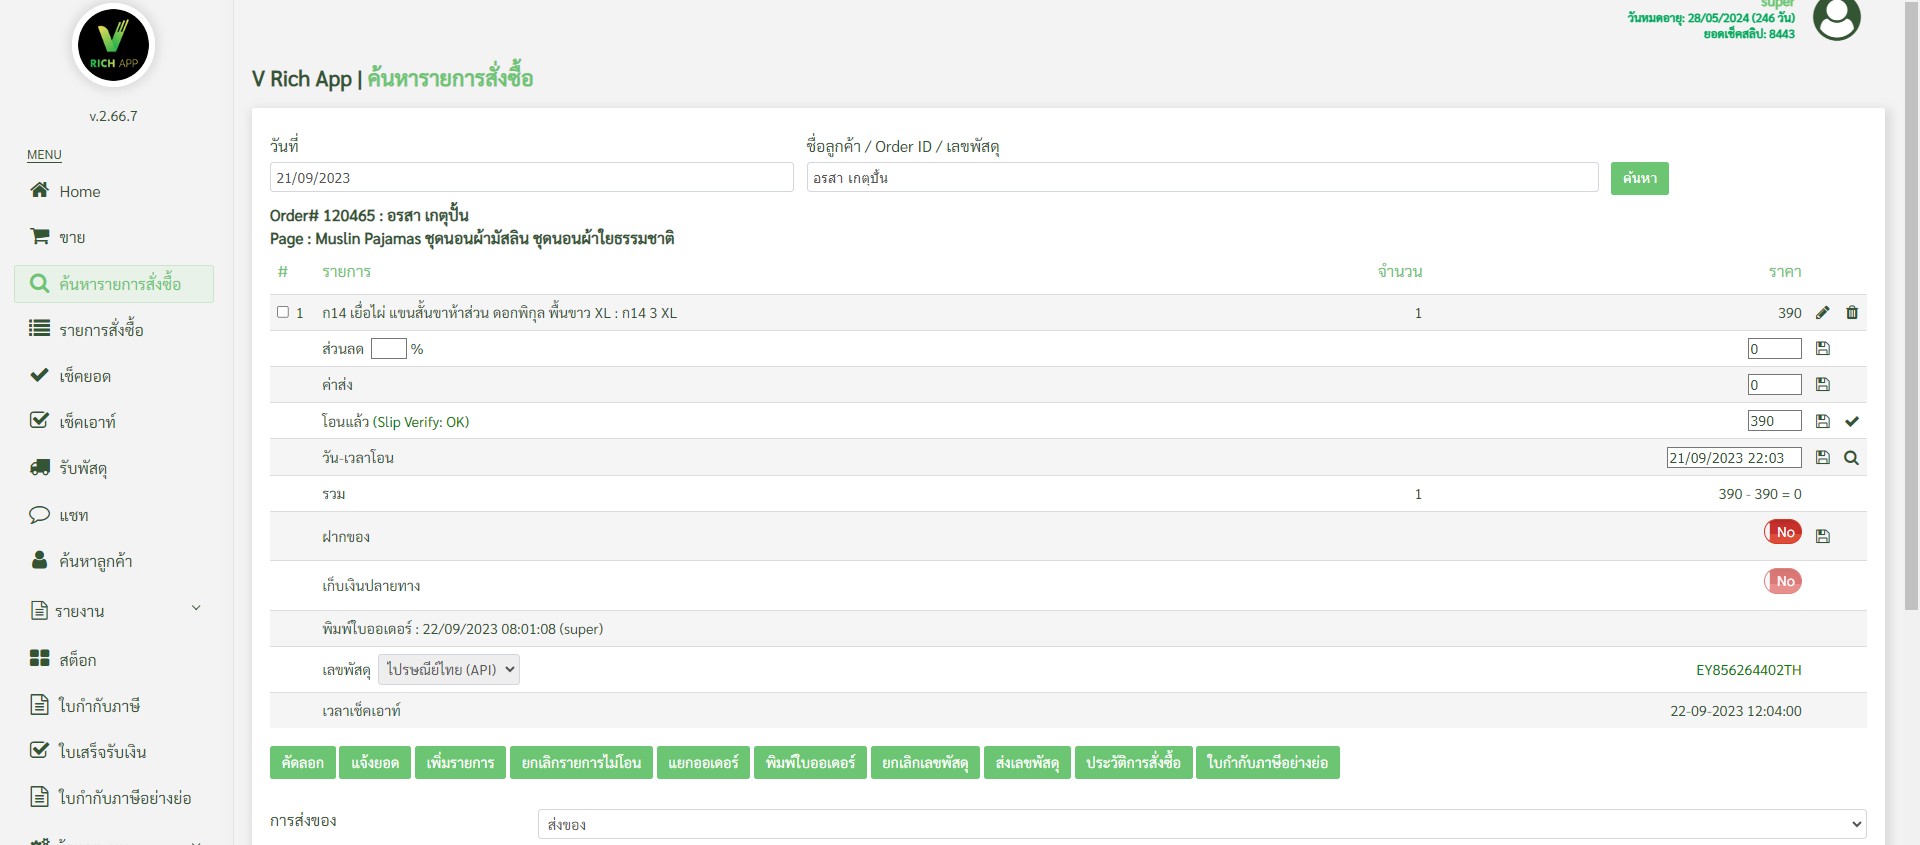 RICH APP
v.2.66.7
MENU
Home
ขาย
ค้นหารายการสั่งซื้อ
รายการสั่งซื้อ
เช็คยอด
เช็คเอาท์
รับพัสดุ
แชท
ค้นหาลูกค้า
รายงาน
สต็อก
ใบกำกับภาษี
ใบเสร็จรับเงิน
ใบกำกับภาษีอย่างย่อ
super
วันหมดอายุ: 28/05/2024 (246 วัน)
ยอดเช็คสลิป: 8443
V Rich App | ค้นหารายการสั่งซื้อ
วันที่ ชื่อลูกค้า / Order ID / เลขพัสดุ
21/09/2023 อรสา เกตุปั้น ค้นหา
Order# 120465 : อรสา เกตุปั้น
Page : Muslin Pajamas ชุดนอนผ้ามัสลิน ชุดนอนผ้าใยธรรมชาติ
# รายการ จำนวน ราคา
1 ก14 เยื่อไผ่ แขนสั้นขาห้าส่วน ดอกพิกุล พื้นขาว XL : ก14 3 XL 1 390
ส่วนลด % 0
ค่าส่ง 0
โอนแล้ว (Slip Verify: OK) 390
วัน-เวลาโอน 21/09/2023 22:03
รวม 1 390 - 390 = 0
ฝากของ No
เก็บเงินปลายทาง No
พิมพ์ใบออเดอร์ : 22/09/2023 08:01:08 (super)
เลขพัสดุ ไปรษณีย์ไทย (API) EY856264402TH
เวลาเช็คเอาท์ 22-09-2023 12:04:00
คัดลอก แจ้งยอด เพิ่มรายการ ยกเลิกรายการไม่โอน แยกออเดอร์ พิมพ์ใบออเดอร์ ยกเลิกเลขพัสดุ ส่งเลขพัสดุ ประวัติการสั่งซื้อ ใบกำกับภาษีอย่างย่อ
การส่งของ ส่งของ